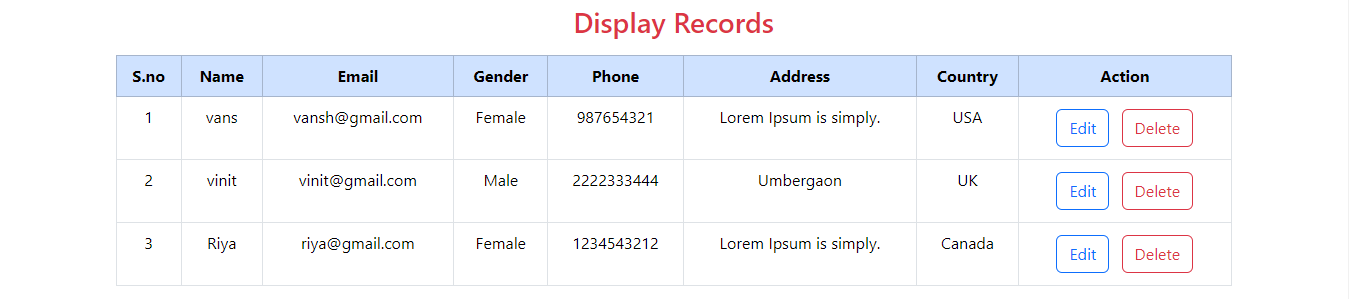 Display Records
S.no Name Email Gender Phone Address Country Action
1 vans vansh@gmail.com Female 987654321 Lorem Ipsum is simply. USA Edit Delete
2 vinit vinit@gmail.com Male 2222333444 Umbergaon UK Edit Delete
3 Riya riya@gmail.com Female 1234543212 Lorem Ipsum is simply. Canada Edit Delete